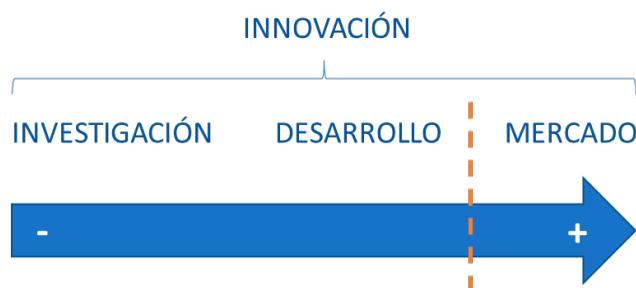 INNOVACIÓN
INVESTIGACIÓN DESARROLLO MERCADO
- +